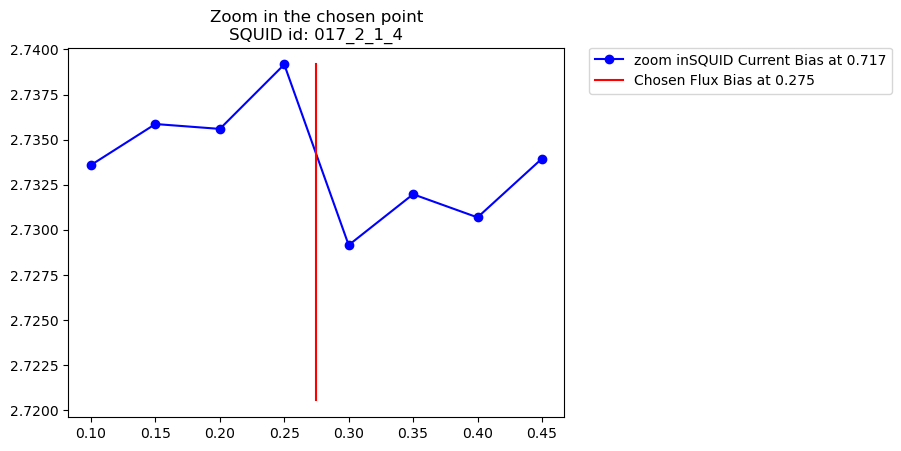 Zoom in the chosen point
SQUID id: 017_2_1_4
2.7400
2.7375
2.7350
2.7325
2.7300
2.7275
2.7250
2.7225
2.7200
0.10 0.15 0.20 0.25 0.30 0.35 0.40 0.45
zoom inSQUID Current Bias at 0.717
Chosen Flux Bias at 0.275